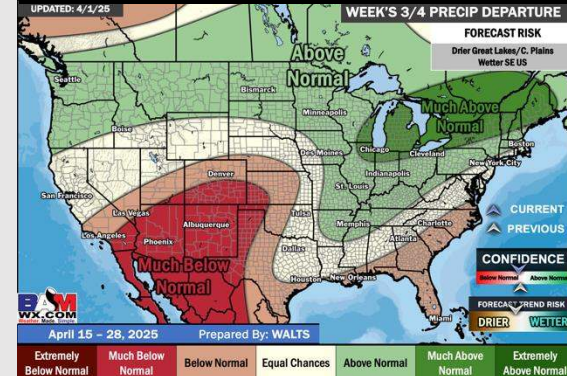 UPDATED: 4/1/25
WEEK'S 3/4 PRECIP DEPARTURE
FORECAST RISK
Drier Great Lakes/C. Plains
Wetter SE US
Above
Normal
Seattle
Bismarck
Minneapolis
Much Above
Normal
Boise
Boston
Chicago
Cleveland
New York City
Des Moines
Indianapolis
Denver
St. Louis
San Francisco
Las Vegas
Tulsa
CURRENT
Los Angeles
Albuquerque
Memphis
Charlotte
PREVIOUS
Phoenix
Atlanta
Dallas
Much Below
Normal
Houston
New Orleans
CONFIDENCE
Below Normal
Above Normal
Miami
FORECAST TREND RISK
DRIER
WETTER
BAM
WX.COM
Weather Made Simple
April 15 – 28, 2025
Prepared By: WALTS
Extremely
Below Normal
Much Below
Normal
Below Normal
Equal Chances
Above Normal
Much Above
Normal
Extremely
Above Normal